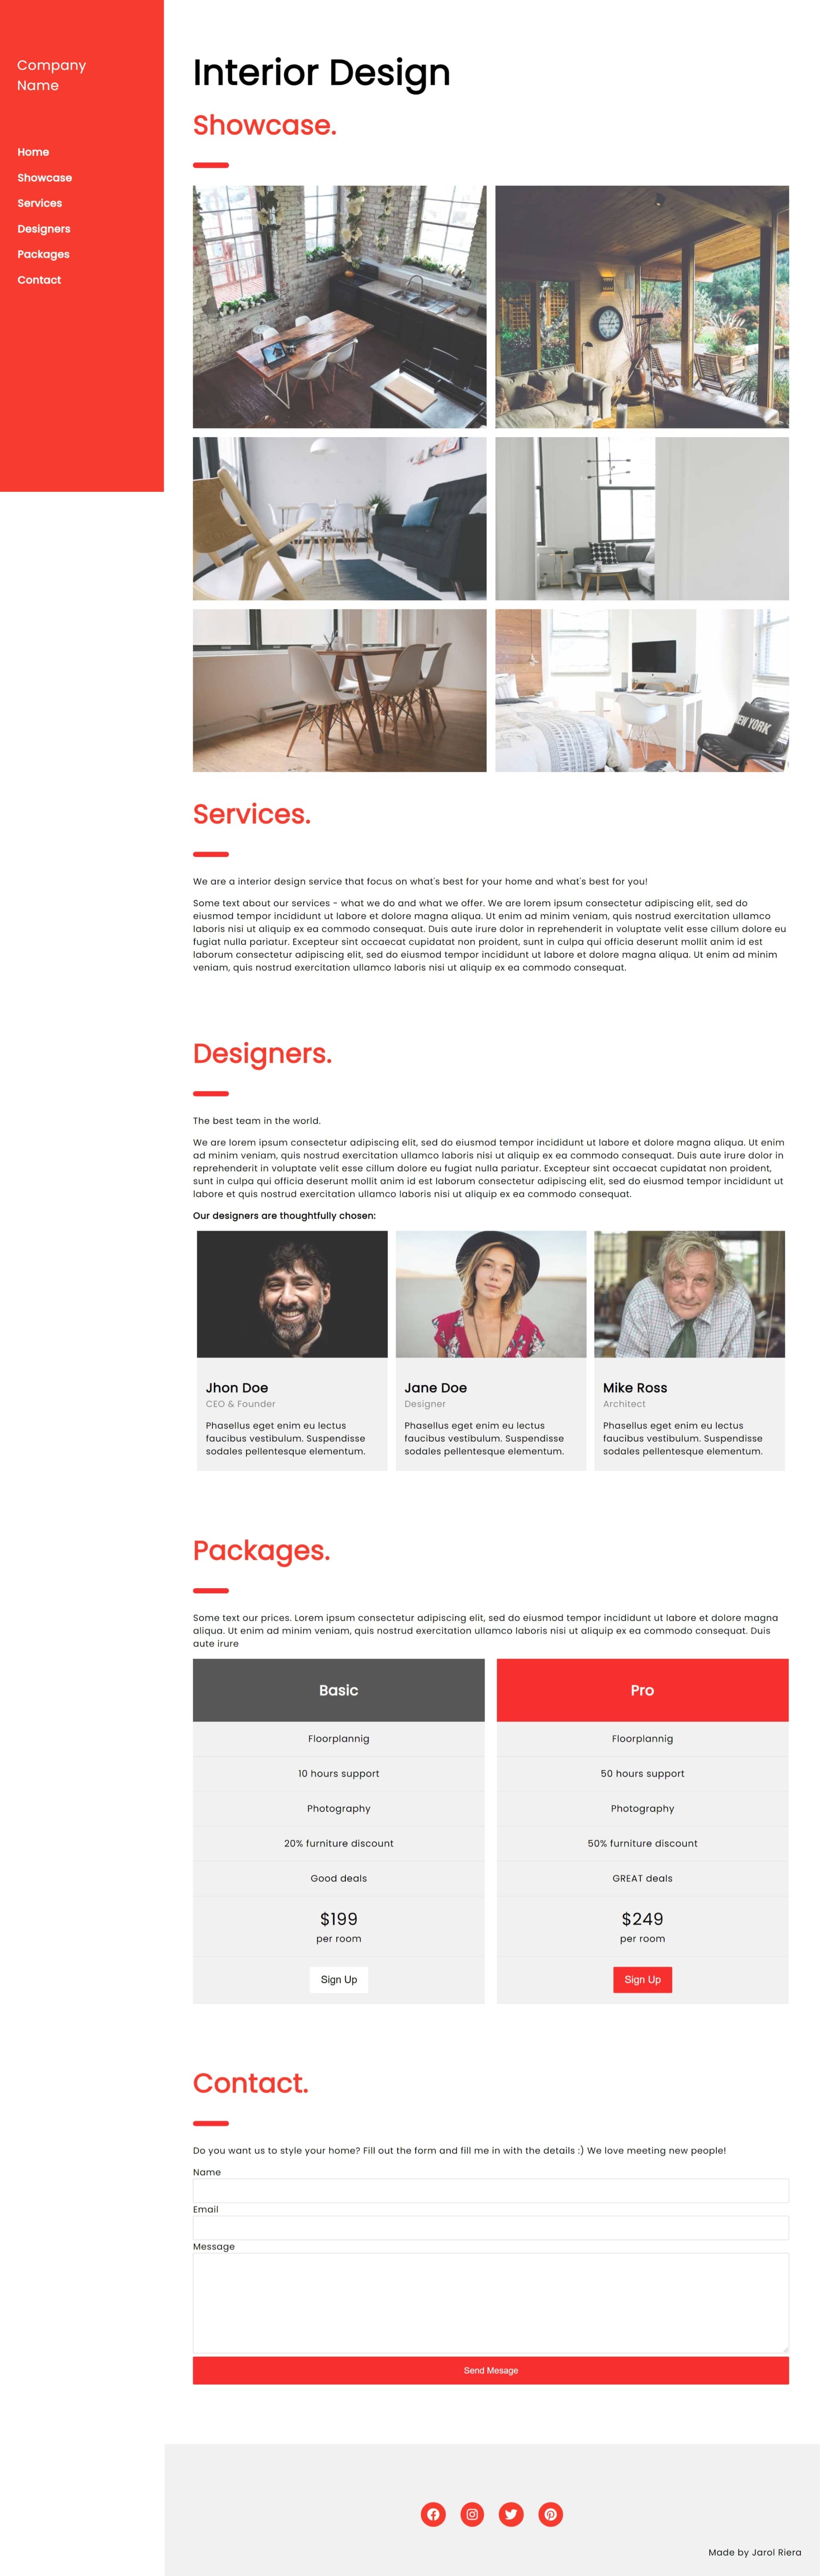 Company
Name
Home
Showcase
Services
Designers
Packages
Contact
Interior Design
Showcase.
NEW YORK
Services.
We are a interior design service that focus on what's best for your home and what's best for you!
Some text about our services - what we do and what we offer. We are lorem ipsum consectetur adipiscing elit, sed do
eiusmod tempor incididunt ut labore et dolore magna aliqua. Ut enim ad minim veniam, quis nostrud exercitation ullamco
laboris nisi ut aliquip ex ea commodo consequat. Duis aute irure dolor in reprehenderit in voluptate velit esse cillum dolore eu
fugiat nulla pariatur. Excepteur sint occaecat cupidatat non proident, sunt in culpa qui officia deserunt mollit anim id est
laborum consectetur adipiscing elit, sed do eiusmod tempor incididunt ut labore et dolore magna aliqua. Ut enim ad minim
veniam, quis nostrud exercitation ullamco laboris nisi ut aliquip ex ea commodo consequat.
Designers.
The best team in the world.
We are lorem ipsum consectetur adipiscing elit, sed do eiusmod tempor incididunt ut labore et dolore magna aliqua. Ut enim
ad minim veniam, quis nostrud exercitation ullamco laboris nisi ut aliquip ex ea commodo consequat. Duis aute irure dolor in
reprehenderit in voluptate velit esse cillum dolore eu fugiat nulla pariatur. Excepteur sint occaecat cupidatat non proident,
sunt in culpa qui officia deserunt mollit anim id est laborum consectetur adipiscing elit, sed do eiusmod tempor incididunt ut
labore et quis nostrud exercitation ullamco laboris nisi ut aliquip ex ea commodo consequat.
Our designers are thoughtfully chosen:
Jhon Doe
CEO & Founder
Phasellus eget enim eu lectus
faucibus vestibulum. Suspendisse
sodales pellentesque elementum.
Jane Doe
Designer
Phasellus eget enim eu lectus
faucibus vestibulum. Suspendisse
sodales pellentesque elementum.
Mike Ross
Architect
Phasellus eget enim eu lectus
faucibus vestibulum. Suspendisse
sodales pellentesque elementum.
Packages.
Some text our prices. Lorem ipsum consectetur adipiscing elit, sed do eiusmod tempor incididunt ut labore et dolore magna
aliqua. Ut enim ad minim veniam, quis nostrud exercitation ullamco laboris nisi ut aliquip ex ea commodo consequat. Duis
aute irure
Basic
Floorplannig
10 hours support
Photography
20% furniture discount
Good deals
$199
per room
Sign Up
Pro
Floorplannig
50 hours support
Photography
50% furniture discount
GREAT deals
$249
per room
Sign Up
Contact.
Do you want us to style your home? Fill out the form and fill me in with the details :) We love meeting new people!
Name
Email
Message
Send Mesage
Made by Jarol Riera